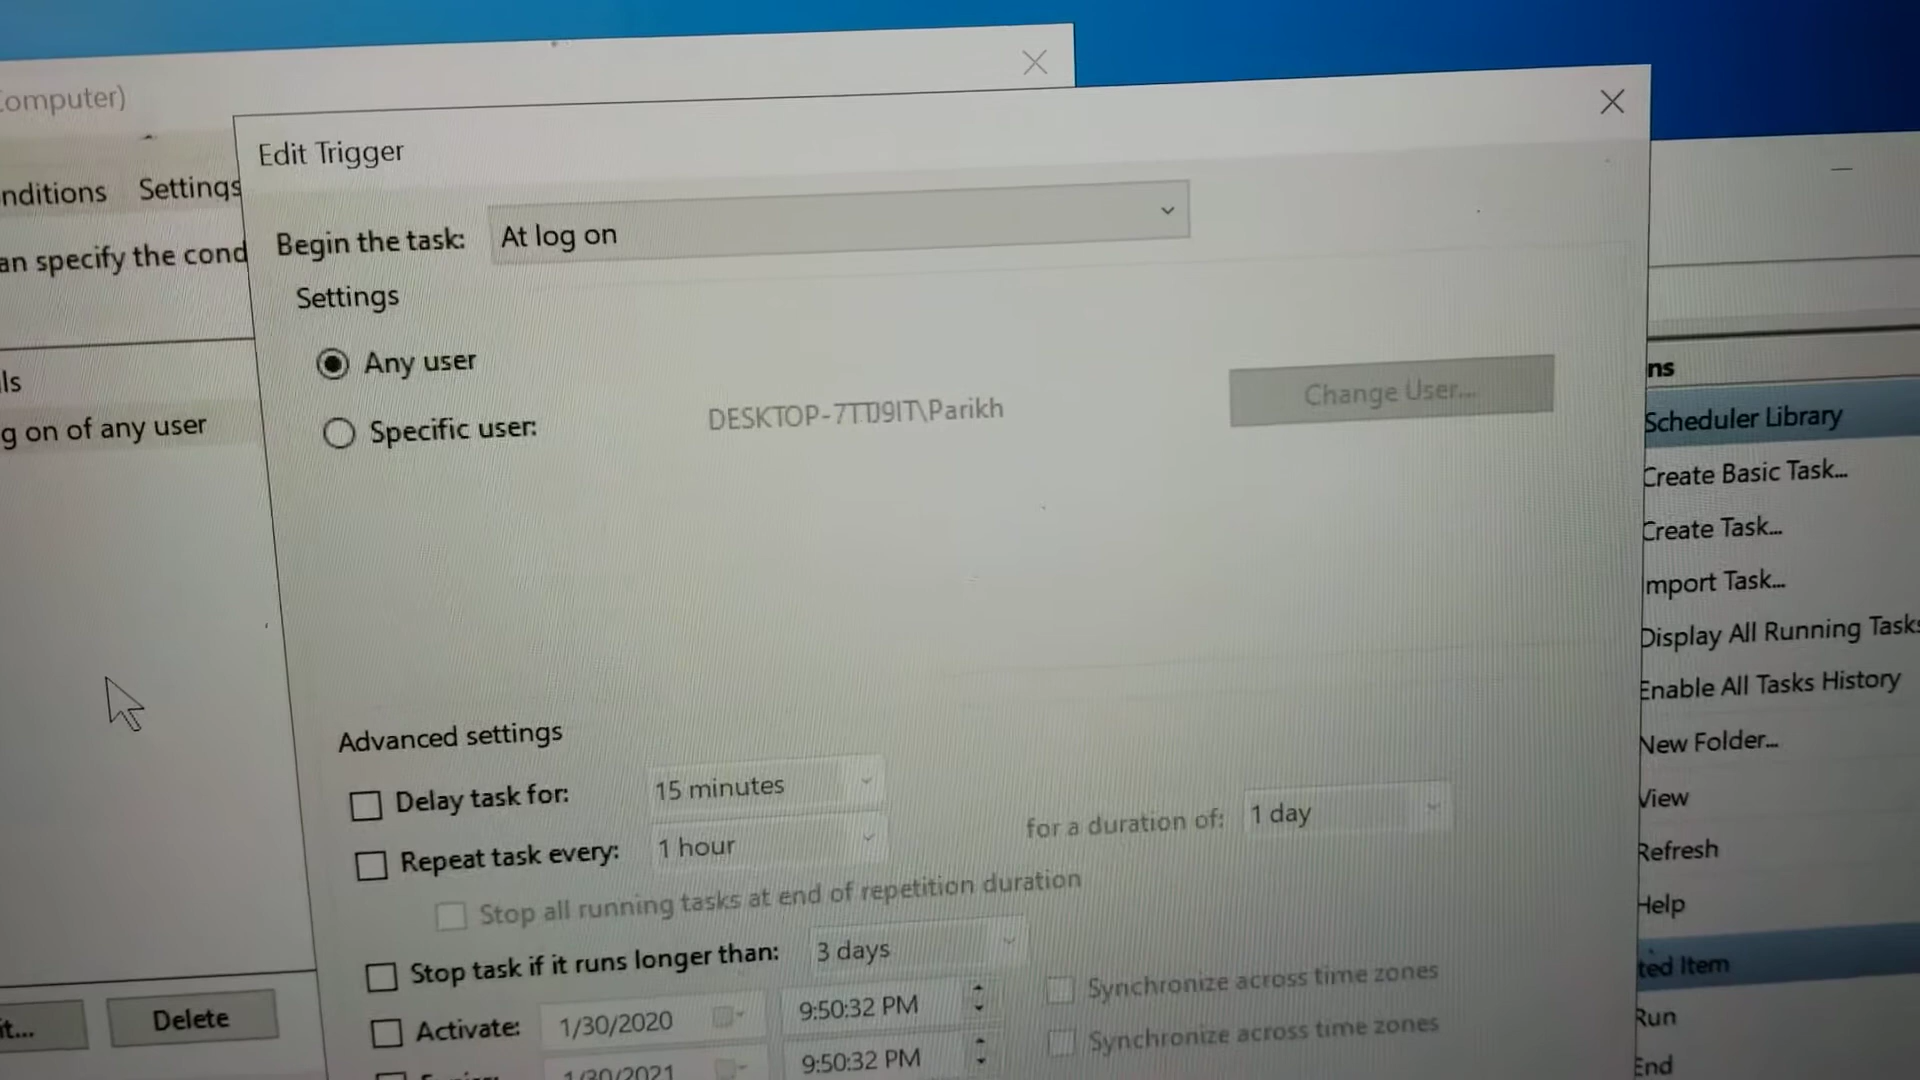 Computer)
Edit Trigger
nditions Settings
an specify the cond
Begin the task: At log on
Settings
Any user
Specific user: DESKTOP-7TTJ9IT\Parikh Change User...
ls
g on of any user
Advanced settings
Delay task for: 15 minutes
Repeat task every: 1 hour for a duration of: 1 day
Stop all running tasks at end of repetition duration
Stop task if it runs longer than: 3 days
Activate: 1/30/2020 9:50:32 PM Synchronize across time zones
1/30/2021 9:50:32 PM Synchronize across time zones
it... Delete
ns
Scheduler Library
Create Basic Task...
Create Task...
Import Task...
Display All Running Tasks
Enable All Tasks History
New Folder...
View
Refresh
Help
ted Item
Run
End